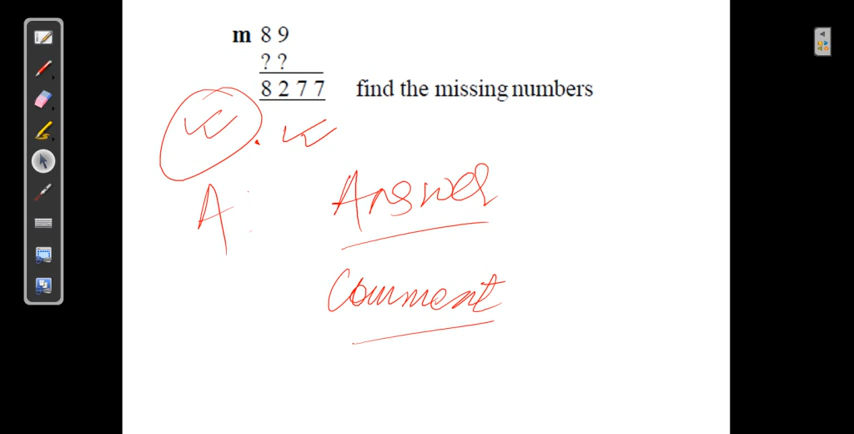 m 8 9
? ?
8 2 7 7 find the missing numbers
A:
Answer
Comment